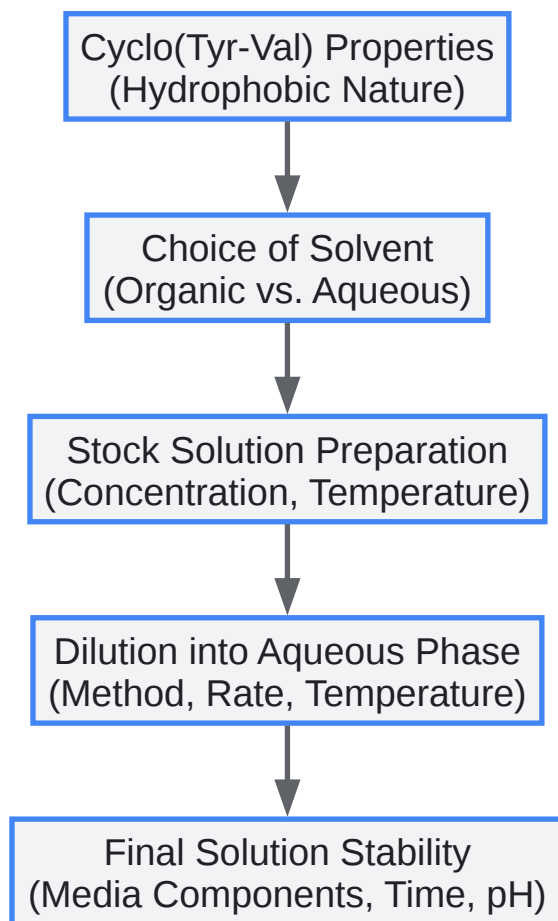 Cyclo(Tyr-Val) Properties
(Hydrophobic Nature)
Choice of Solvent
(Organic vs. Aqueous)
Stock Solution Preparation
(Concentration, Temperature)
Dilution into Aqueous Phase
(Method, Rate, Temperature)
Final Solution Stability
(Media Components, Time, pH)